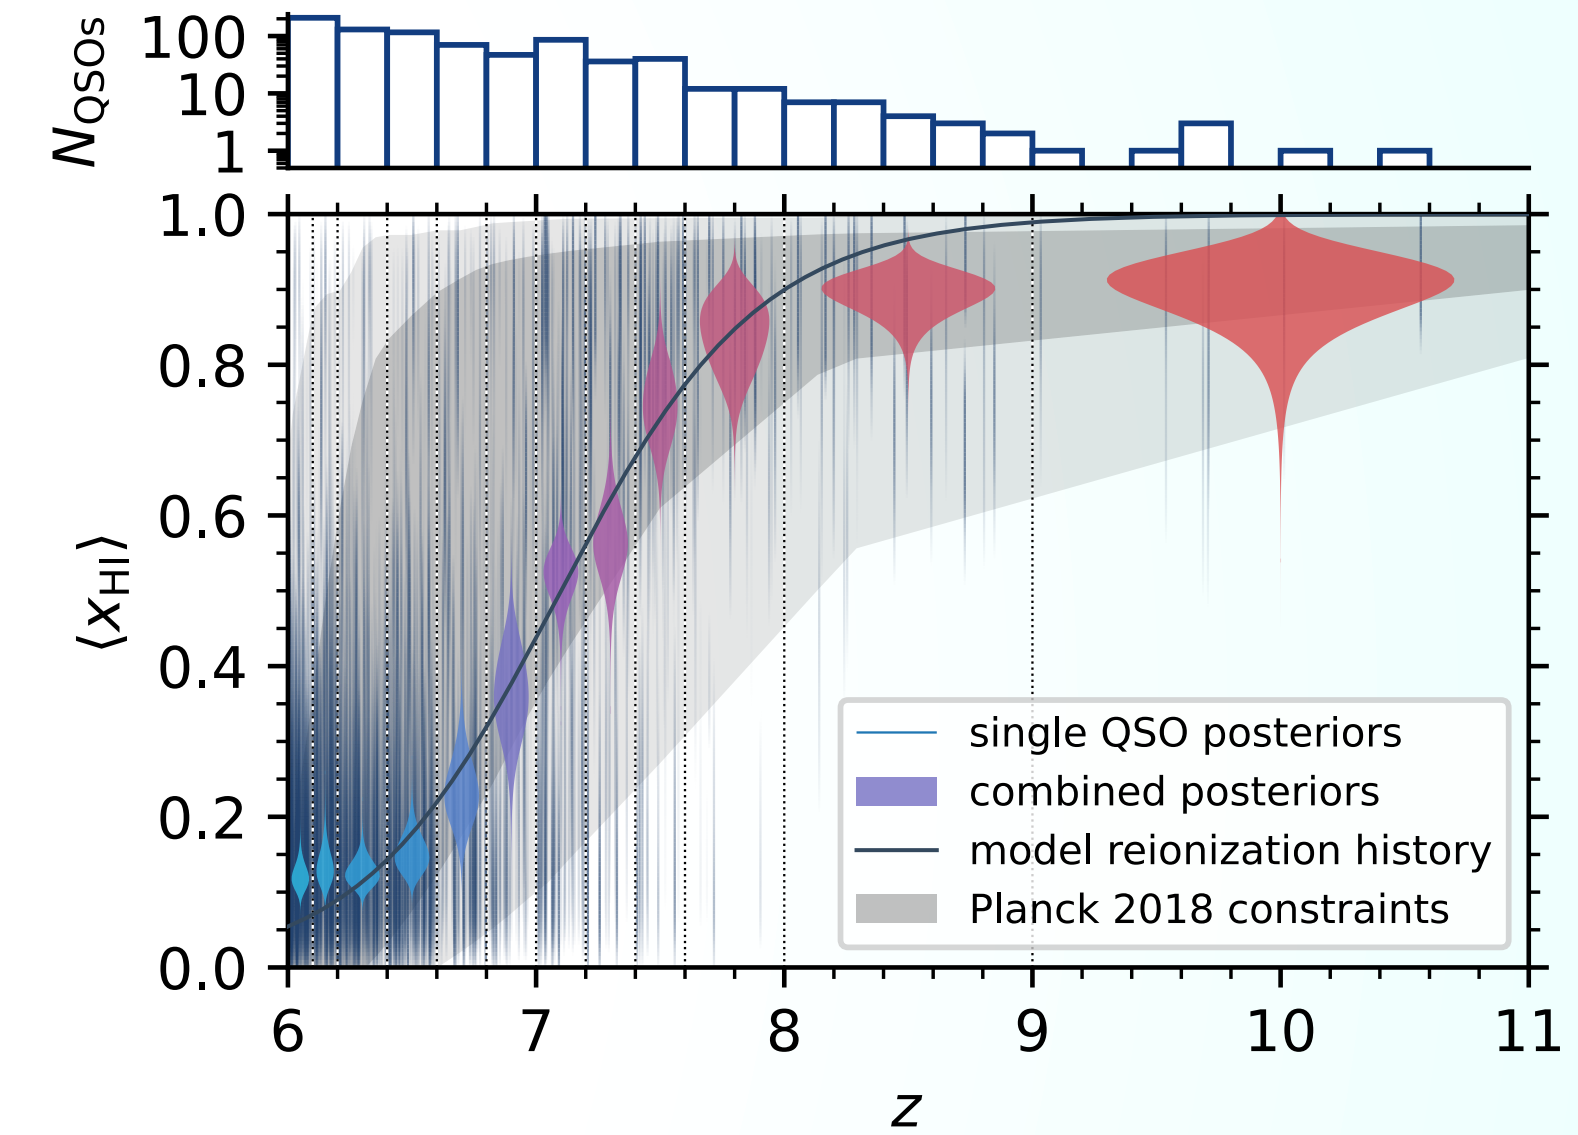 N_QSOs
100
10
1
1.0
0.8
0.6
0.4
0.2
0.0
⟨x_HI⟩
single QSO posteriors
combined posteriors
model reionization history
Planck 2018 constraints
6 7 8 9 10 11
z